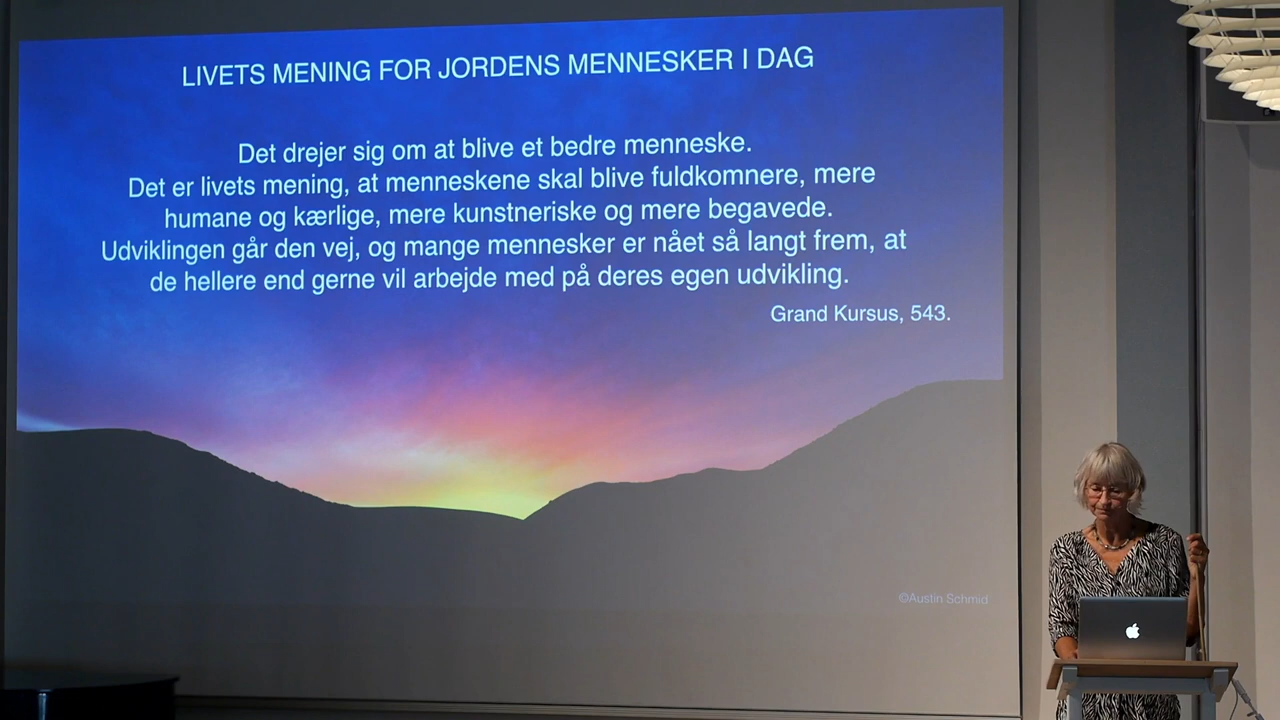 LIVETS MENING FOR JORDENS MENNESKER I DAG
Det drejer sig om at blive et bedre menneske.
Det er livets mening, at menneskene skal blive fuldkomnere, mere
humane og kærlige, mere kunstneriske og mere begavede.
Udviklingen går den vej, og mange mennesker er nået så langt frem, at
de hellere end gerne vil arbejde med på deres egen udvikling.
Grand Kursus, 543.
©Austin Schmid